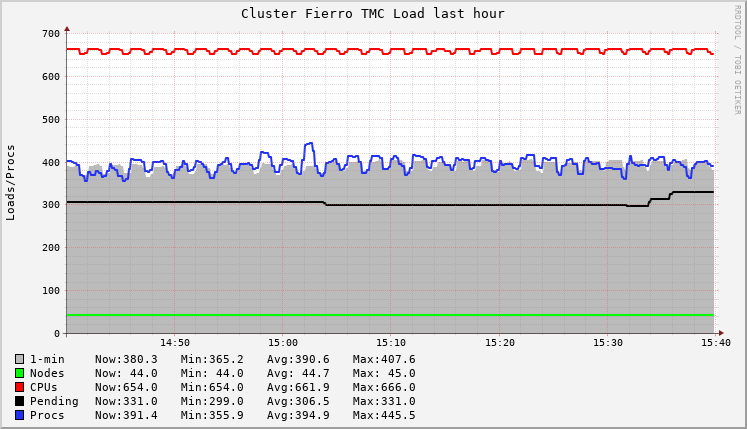 Cluster Fierro TMC Load last hour
RRDTOOL / TOBI OETIKER
Loads/Procs
700
600
500
400
300
200
100
0
14:50 15:00 15:10 15:20 15:30 15:40
1-min Now:380.3 Min:365.2 Avg:390.6 Max:407.6
Nodes Now: 44.0 Min: 44.0 Avg: 44.7 Max: 45.0
CPUs Now:654.0 Min:654.0 Avg:661.9 Max:666.0
Pending Now:331.0 Min:299.0 Avg:306.5 Max:331.0
Procs Now:391.4 Min:355.9 Avg:394.9 Max:445.5